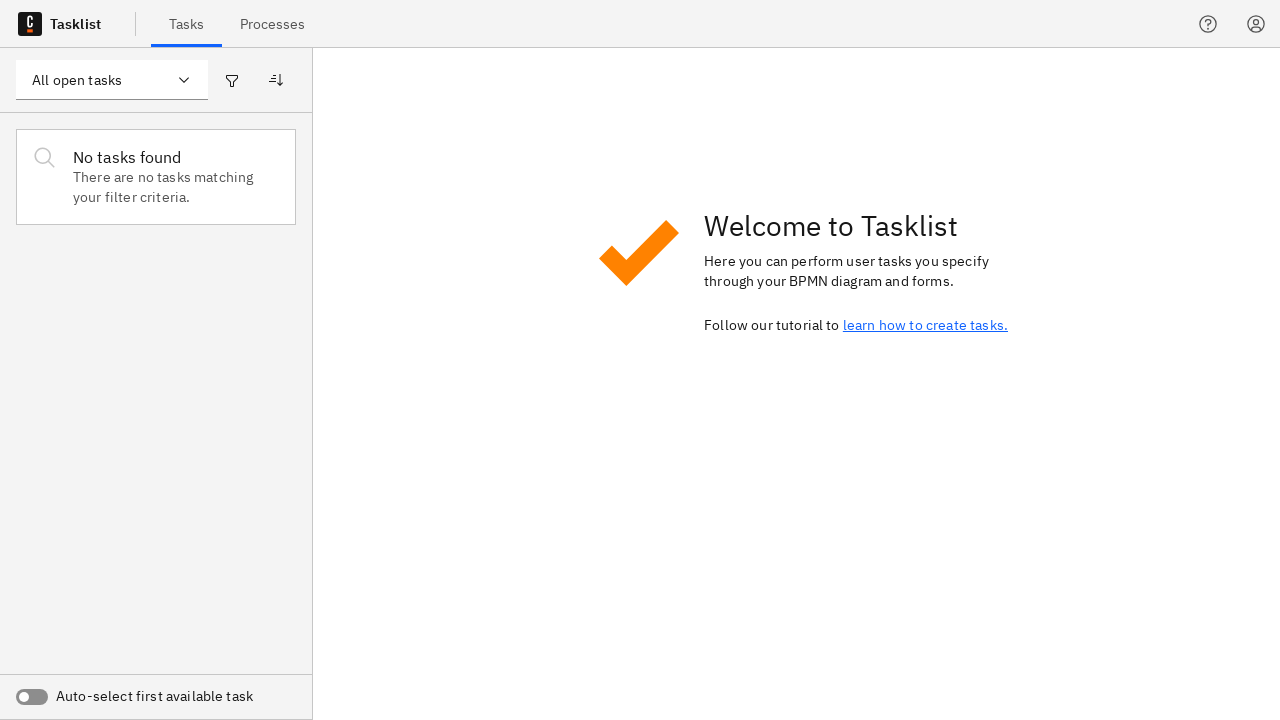 Tasklist
Tasks
Processes
All open tasks
No tasks found
There are no tasks matching
your filter criteria.
Welcome to Tasklist
Here you can perform user tasks you specify
through your BPMN diagram and forms.
Follow our tutorial to learn how to create tasks.
Auto-select first available task